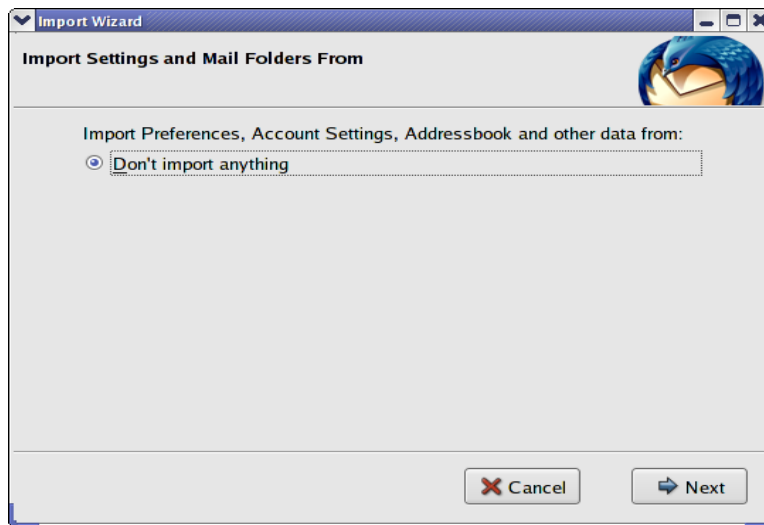 Import Wizard
Import Settings and Mail Folders From
Import Preferences, Account Settings, Addressbook and other data from:
Don't import anything
Cancel
Next